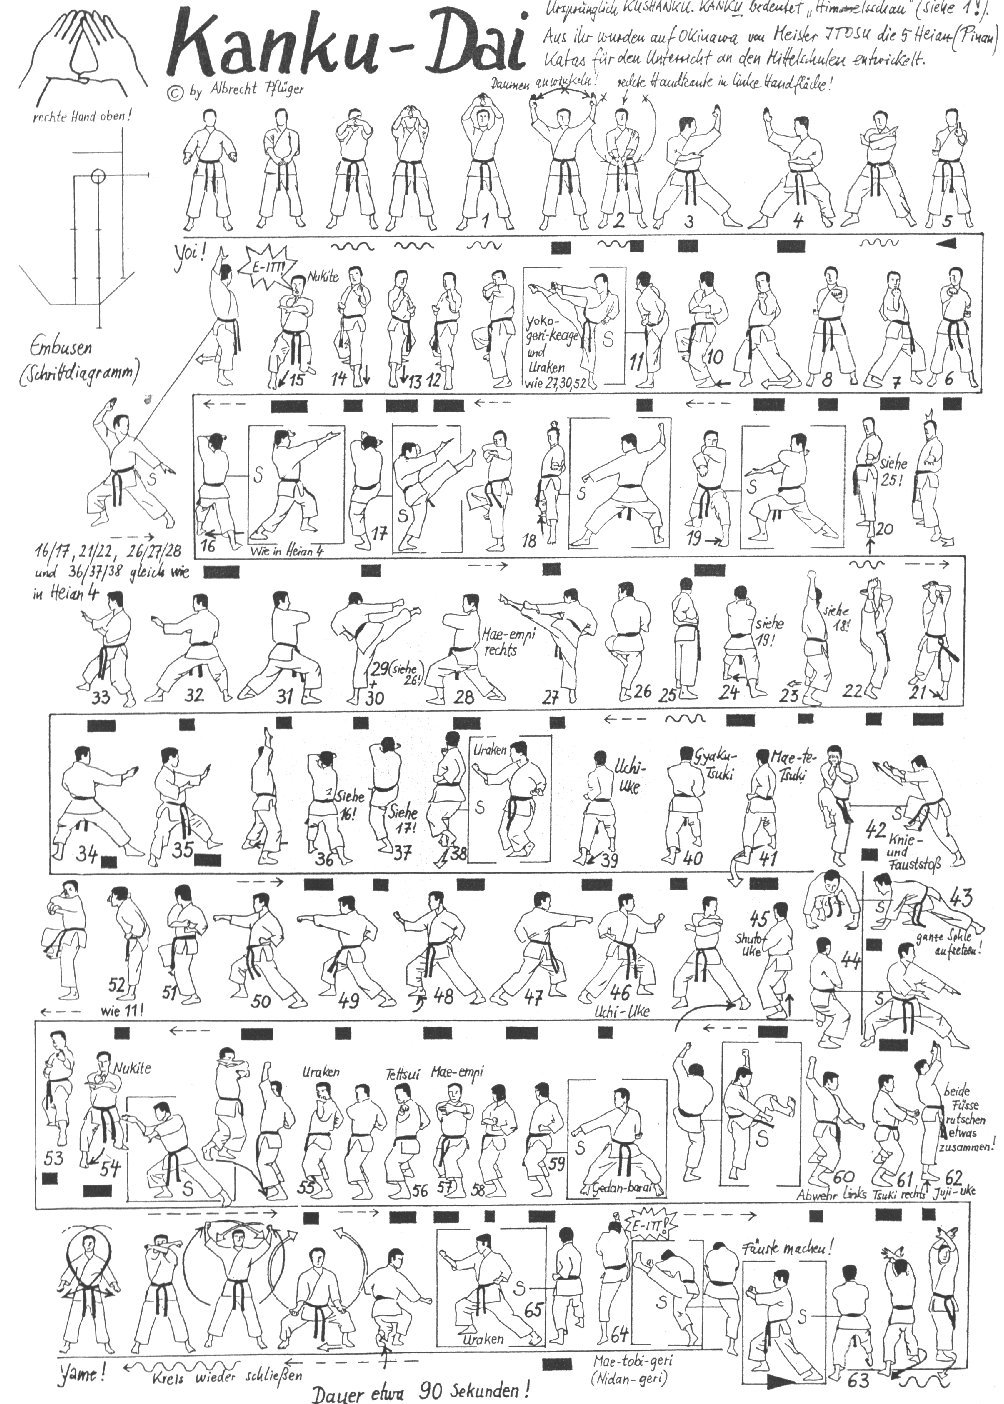 Kanku-Dai
© by Albrecht Pflüger
Ursprünglich KUSHANKU. KANKU bedeutet „Himmelsschau" (siehe 1!).
Aus ihr wurden auf Okinawa von Meister ITOSU die 5 Heian (Pinan)
Katas für den Unterricht an den Mittelschulen entwickelt.
Daumen anwinkeln! rechte Handkante in linke Handfläche!
rechte Hand oben!
1 2 3 4 5
Yoi!
E-ITT!
Nukite
Embusen
(Schrittdiagramm)
Yoko-
geri-keage
und
Uraken
wie 27,30,52
S
15 14 13 12 11 10 8 7 6
S
16/17, 21/22, 26/27/28
und 36/37/38 gleich wie
in Heian 4
16
S
Wie in Heian 4
17
S
18
S
19
S
20
siehe
25!
33 32 31
29 (siehe
26!)
+
30
28
Mae-empi
rechts
27 26 25 24
siehe
19!
23
siehe
18!
22 21
34 35 36
Siehe
16!
37
Siehe
17!
38
Uraken
S
Uchi-
Uke
39
Gyaku-
Tsuki
40
Mae-te-
Tsuki
41
42
S
Knie-
und
Fauststoß
S
43
ganze Sohle
aufsetzen!
52
wie 11!
51 50 49 48 47 46
Uchi-Uke
45
Shuto-
Uke
44
S
53
Nukite
54
S
Uraken
55
Tettsui
56
Mae-empi
57 58 59
S
Gedan-barai
S
60
Abwehr links
61
Tsuki rechts
62
Juji-uke
beide
Füsse
rutschen
etwas
zusammen!
Yame!
Kreis wieder schließen
Uraken
S
65
E-ITT!
64
S
Mae-tobi-geri
(Nidan-geri)
Fäuste machen!
S
63
Dauer etwa 90 Sekunden!